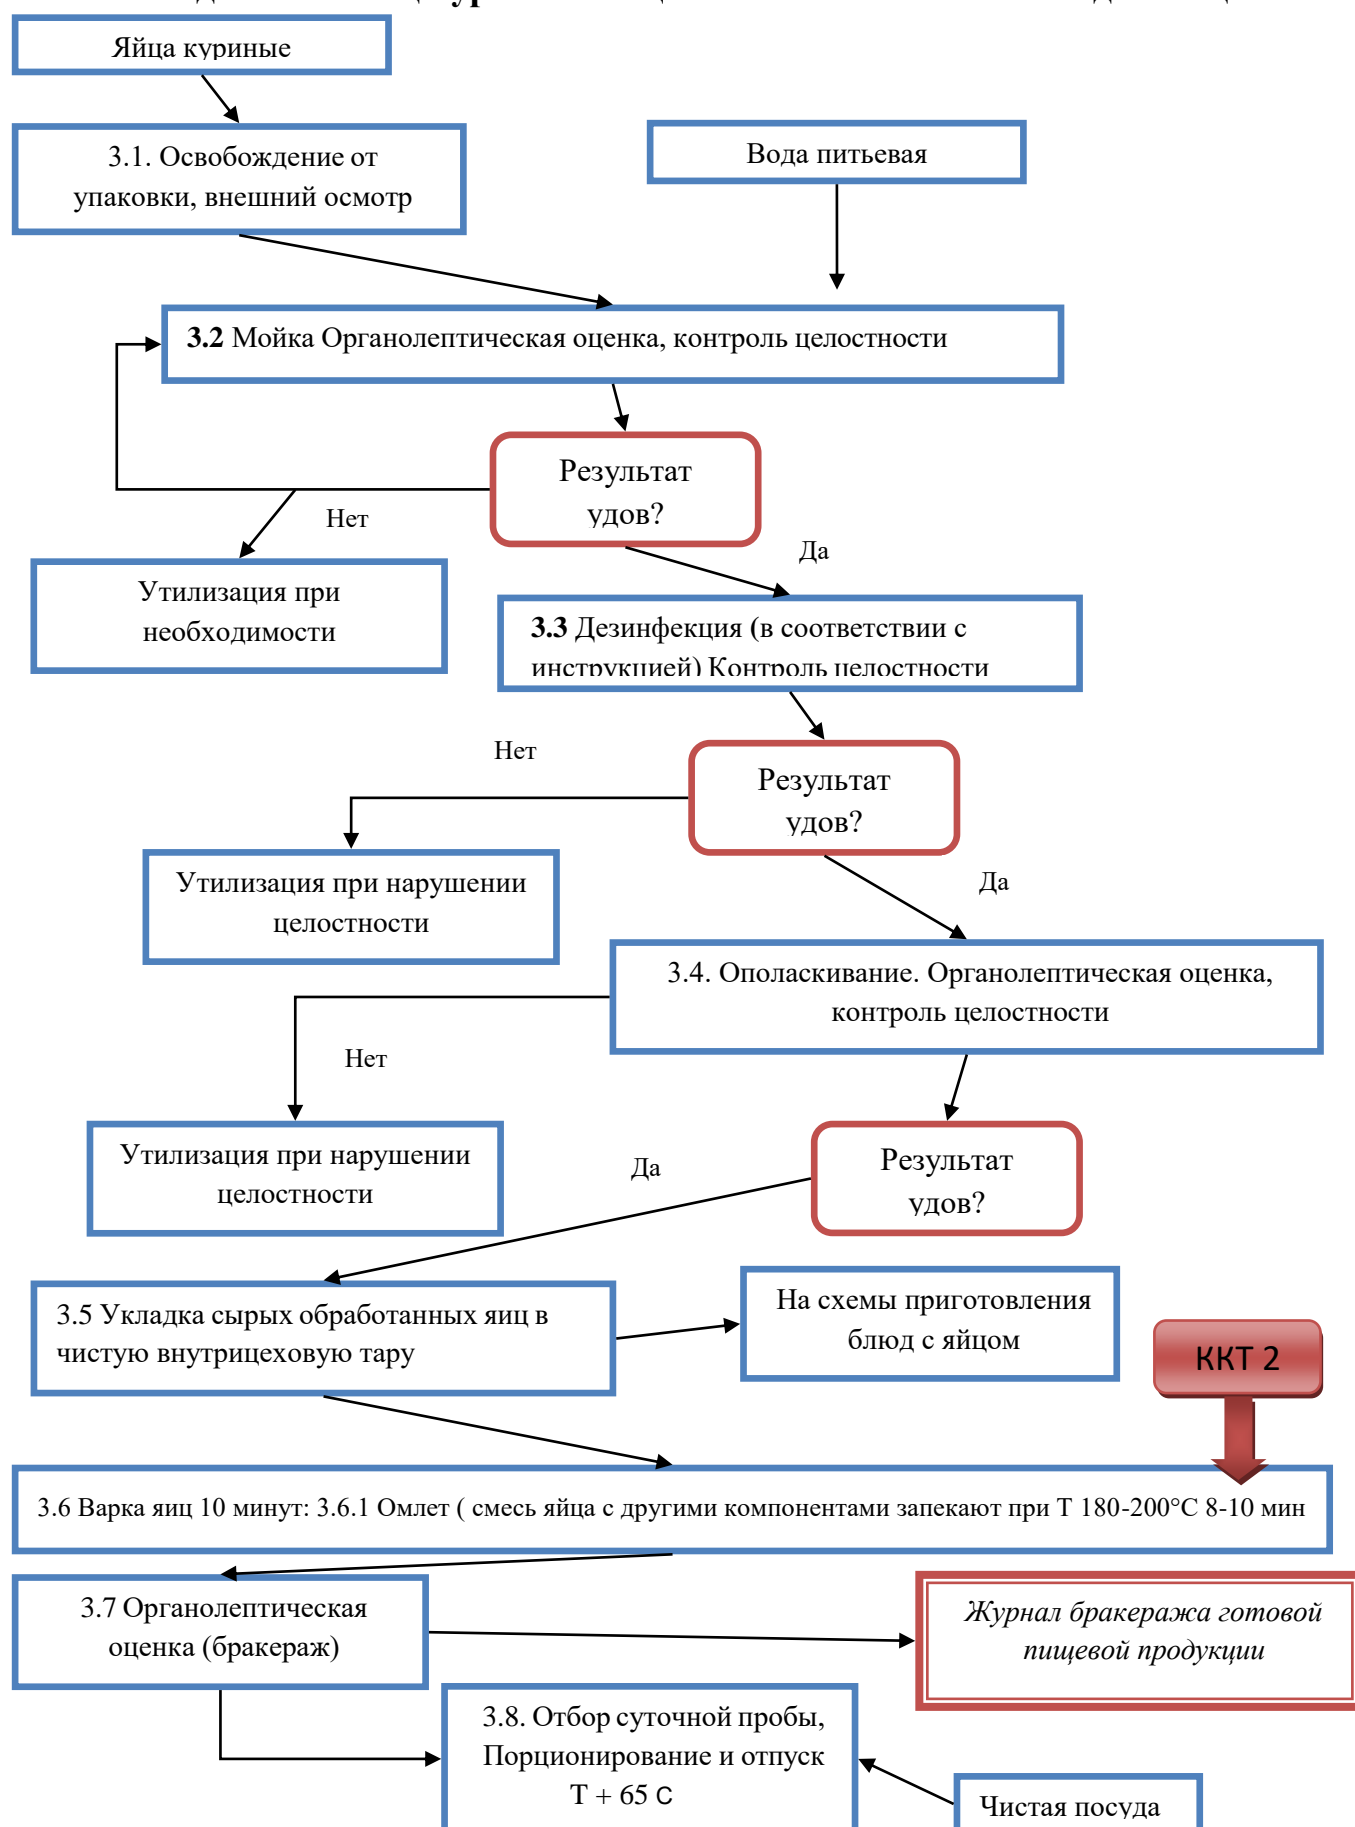 Яйца куриные
3.1. Освобождение от
упаковки, внешний осмотр
Вода питьевая
3.2 Мойка Органолептическая оценка, контроль целостности
Результат
удов?
Нет
Да
Утилизация при
необходимости
3.3 Дезинфекция (в соответствии с
инструкцией) Контроль целостности
Нет
Результат
удов?
Да
Утилизация при нарушении
целостности
3.4. Ополаскивание. Органолептическая оценка,
контроль целостности
Нет
Утилизация при нарушении
целостности
Да
Результат
удов?
3.5 Укладка сырых обработанных яиц в
чистую внутрицеховую тару
На схемы приготовления
блюд с яйцом
ККТ 2
3.6 Варка яиц 10 минут: 3.6.1 Омлет ( смесь яйца с другими компонентами запекают при Т 180-200°С 8-10 мин
3.7 Органолептическая
оценка (бракераж)
Журнал бракеража готовой
пищевой продукции
3.8. Отбор суточной пробы,
Порционирование и отпуск
Т + 65 С
Чистая посуда